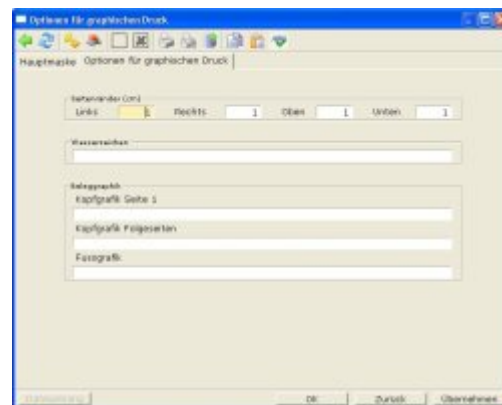 Optionen für graphischen Druck
Hauptmaske Optionen für graphischen Druck
Seitenränder (cm)
Links 1 Rechts 1 Oben 1 Unten 1
Wasserzeichen
Beleggraphik
Kopfgrafik Seite 1
Kopfgrafik Folgeseiten
Fussgrafik
OK Zurück Übernehmen